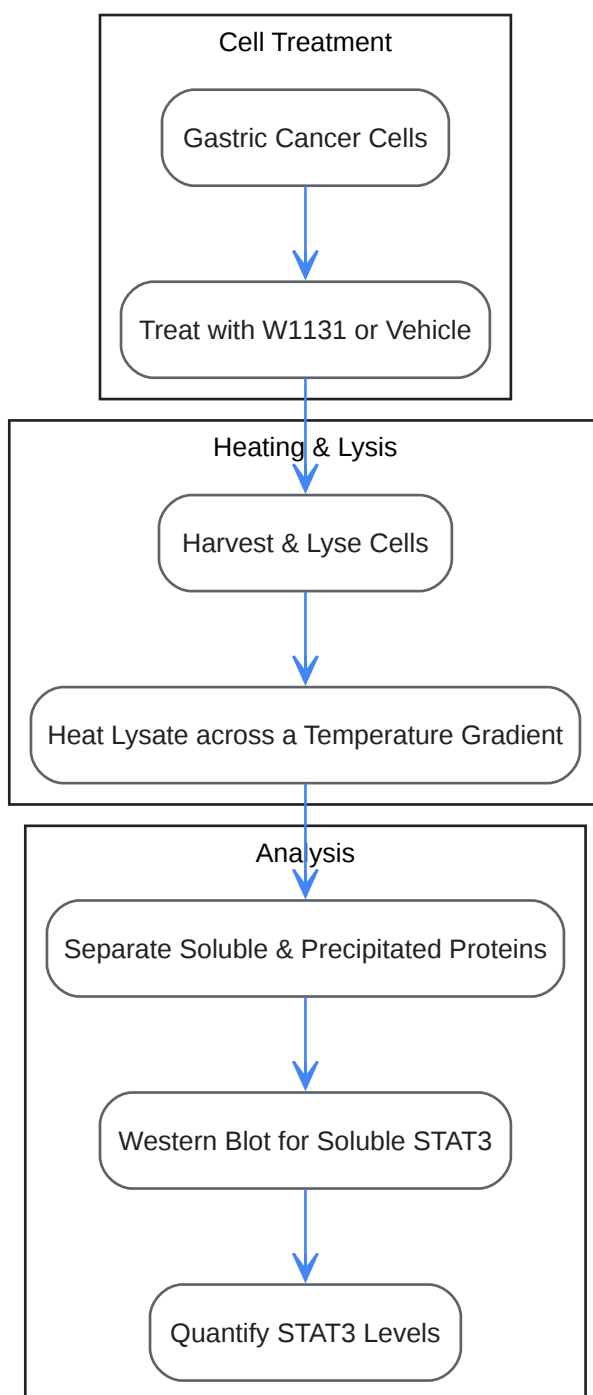 Cell Treatment
Gastric Cancer Cells
Treat with W1131 or Vehicle
Heating & Lysis
Harvest & Lyse Cells
Heat Lysate across a Temperature Gradient
Analysis
Separate Soluble & Precipitated Proteins
Western Blot for Soluble STAT3
Quantify STAT3 Levels